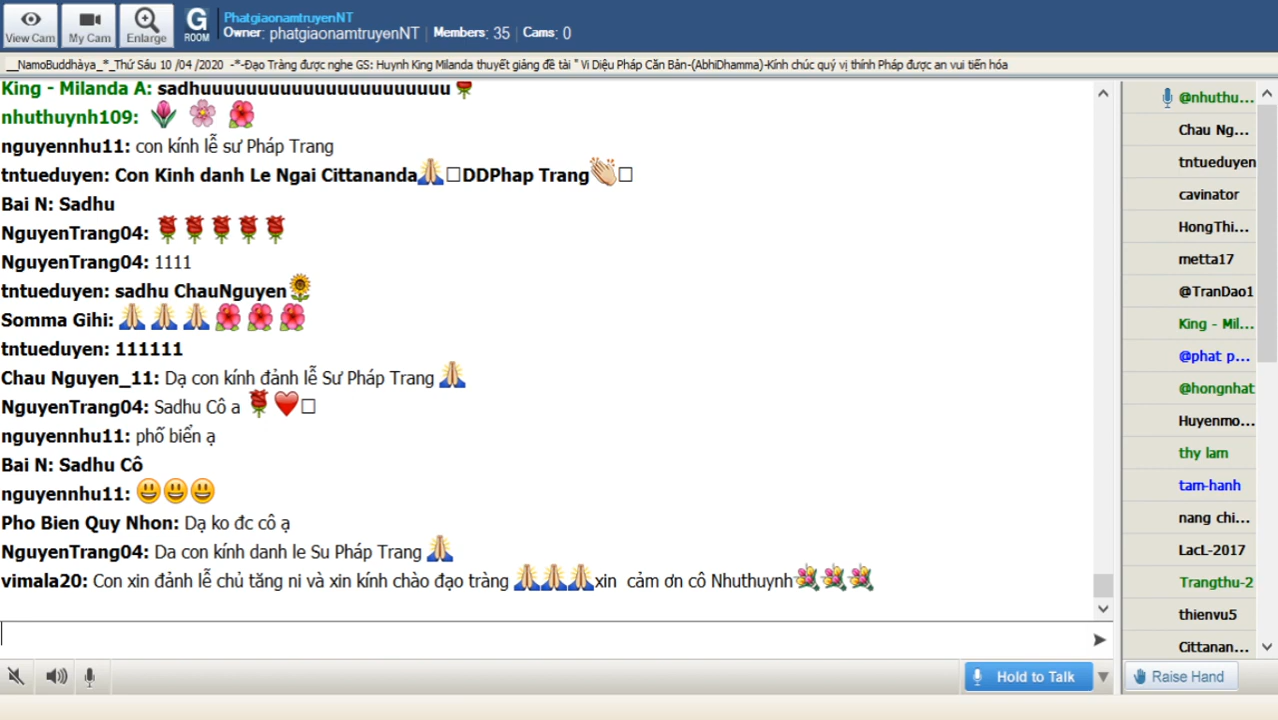 View Cam
My Cam
Enlarge
G
ROOM
PhatgiaonamtruyenNT
Owner: phatgiaonamtruyenNT | Members: 35 | Cams: 0
__NamoBuddhàya_*_Thứ Sáu 10 /04 /2020 -*-Đạo Tràng được nghe GS: Huynh King Milanda thuyết giảng đề tài " Vi Diệu Pháp Căn Bản-(AbhiDhamma)-Kính chúc quý vị thính Pháp được an vui tiến hóa
King - Milanda A: sadhuuuuuuuuuuuuuuuuuuuuuu 🌹
nhuthuynh109: 🌷 🌸 🌺
nguyennhu11: con kính lễ sư Pháp Trang
tntueduyen: Con Kinh danh Le Ngai Cittananda🙏□DDPhap Trang👏□
Bai N: Sadhu
NguyenTrang04: 🌹🌹🌹🌹🌹
NguyenTrang04: 1111
tntueduyen: sadhu ChauNguyen🌻
Somma Gihi: 🙏🙏🙏🌺🌺🌺
tntueduyen: 111111
Chau Nguyen_11: Dạ con kính đảnh lễ Sư Pháp Trang 🙏
NguyenTrang04: Sadhu Cô a 🌹❤□
nguyennhu11: phố biển ạ
Bai N: Sadhu Cô
nguyennhu11: 😃😃😃
Pho Bien Quy Nhon: Dạ ko đc cô ạ
NguyenTrang04: Da con kính danh le Su Pháp Trang 🙏
vimala20: Con xin đảnh lễ chủ tăng ni và xin kính chào đạo tràng 🙏🙏🙏xin cảm ơn cô Nhuthuynh💐💐💐
@nhuthu...
Chau Ng...
tntueduyen
cavinator
HongThi...
metta17
@TranDao1
King - Mil...
@phat p...
@hongnhat
Huyenmo...
thy lam
tam-hanh
nang chi...
LacL-2017
Trangthu-2
thienvu5
Cittanan...
Hold to Talk
Raise Hand